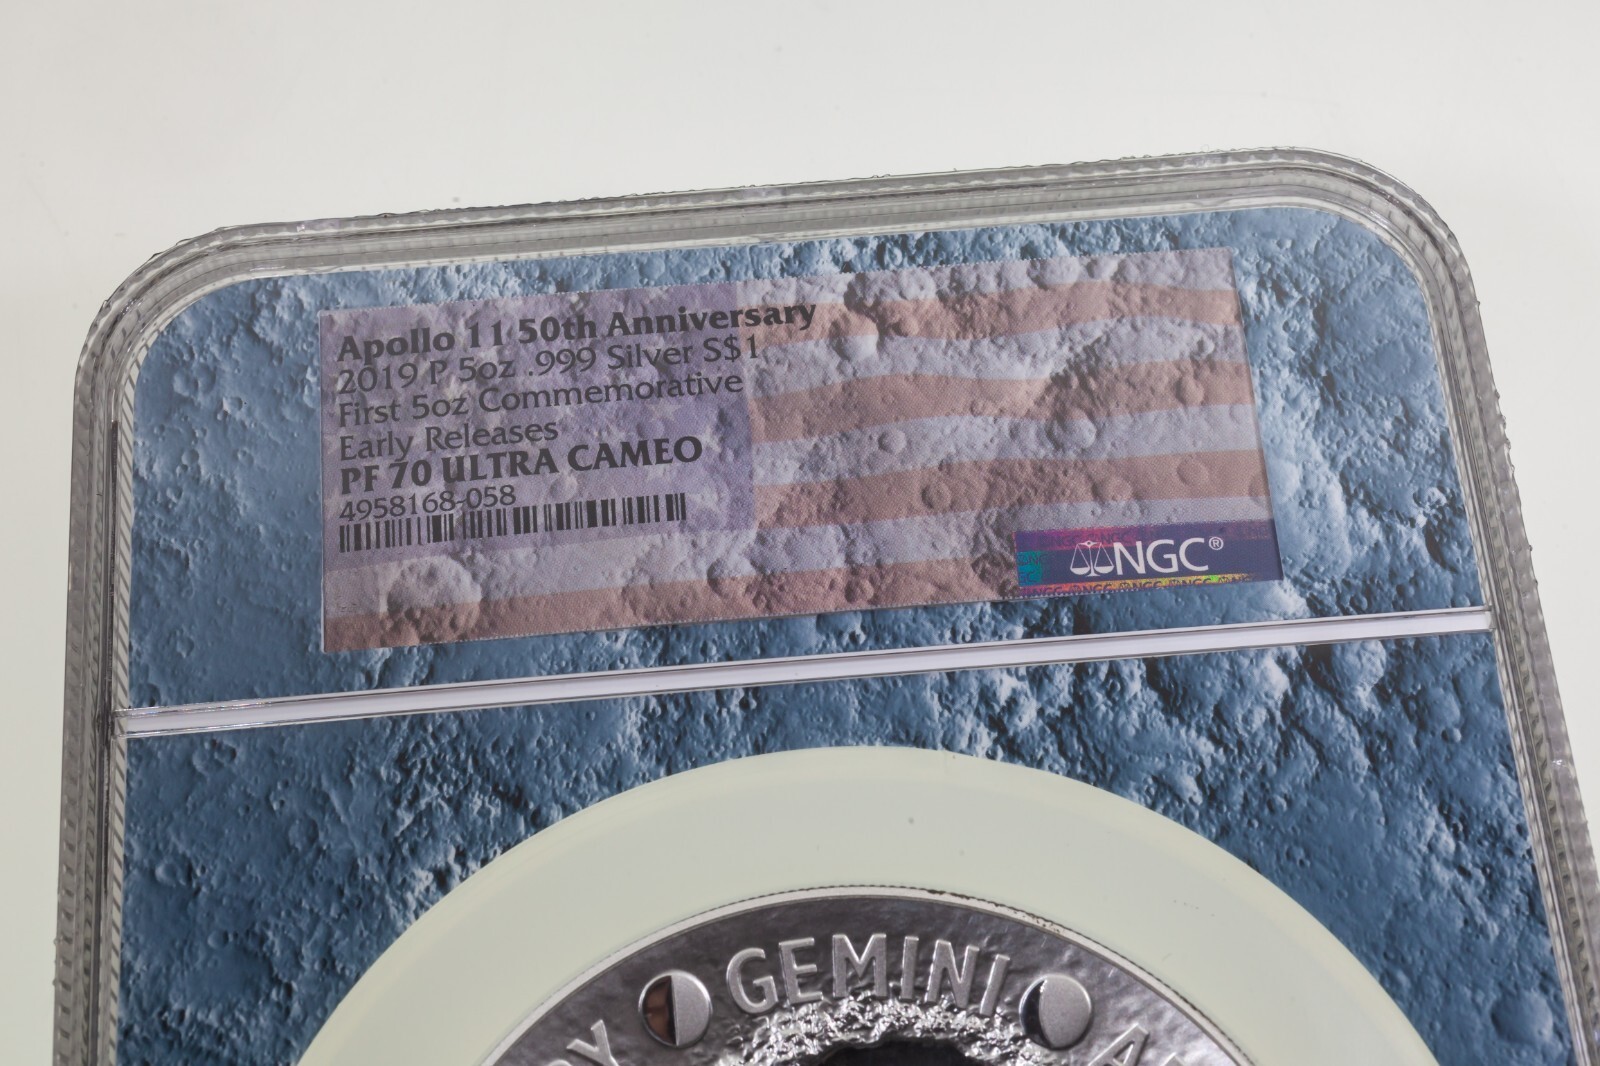 Apollo 11 50th Anniversary
2019 P 5oz .999 Silver S$1
First 5oz Commemorative
Early Releases
PF 70 ULTRA CAMEO
4958168-058
NGC®
GEMINI